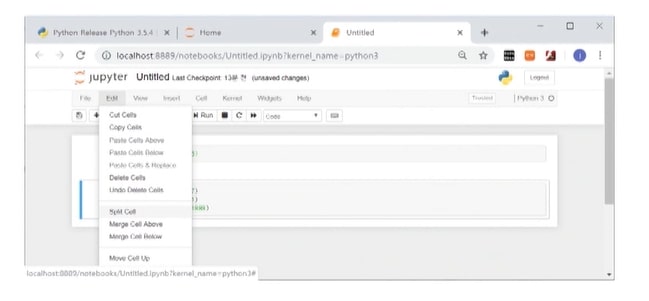 Python Release Python 3.5.4 | Home Untitled
localhost:8889/notebooks/Untitled.ipynb?kernel_name=python3
jupyter Untitled Last Checkpoint: 13분 전 (unsaved changes) Logout
File Edit View Insert Cell Kernel Widgets Help Trusted Python 3
Run Code
Cut Cells
Copy Cells
Paste Cells Above
Paste Cells Below
Paste Cells & Replace
Delete Cells
Undo Delete Cells
Split Cell
Merge Cell Above
Merge Cell Below
Move Cell Up
localhost:8889/notebooks/Untitled.ipynb?kernel_name=python3#